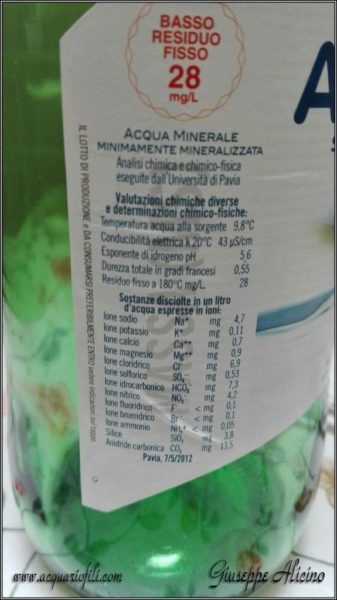 BASSO
RESIDUO
FISSO
28
mg/L
ACQUA MINERALE
MINIMAMENTE MINERALIZZATA
Analisi chimica e chimico-fisica
eseguite dall'Università di Pavia
Valutazioni chimiche diverse
e determinazioni chimico-fisiche:
Temperatura acqua alla sorgente 9,8°C
Conducibilità elettrica k 20°C 43 µS/cm
Esponente di idrogeno pH 5,6
Durezza totale in gradi francesi 0,55
Residuo fisso a 180°C mg/L 28
Sostanze disciolte in un litro
d'acqua espresse in ioni:
Ione sodio Na⁺ mg 4,7
Ione potassio K⁺ mg 0,11
Ione calcio Ca⁺⁺ mg 0,7
Ione magnesio Mg⁺⁺ mg 0,9
Ione cloridrico Cl⁻ mg 6,9
Ione solforico SO₄⁻⁻ mg 0,53
Ione idrocarbonico HCO₃⁻ mg 7,3
Ione nitrico NO₃⁻ mg 4,2
Ione fluoridrico F⁻ < mg 0,1
Ione bromidrico Br⁻ < mg 0,1
Ione ammonio NH₄⁺ < mg 0,05
Silice SiO₂ mg 3,8
Anidride carbonica CO₂ mg 13,5
Pavia, 7/5/2012
IL LOTTO DI PRODUZIONE e DA CONSUMARSI PREFERIBILMENTE ENTRO vedere indicazioni sul tappo
A
www.acquariofili.com
Giuseppe Alicino